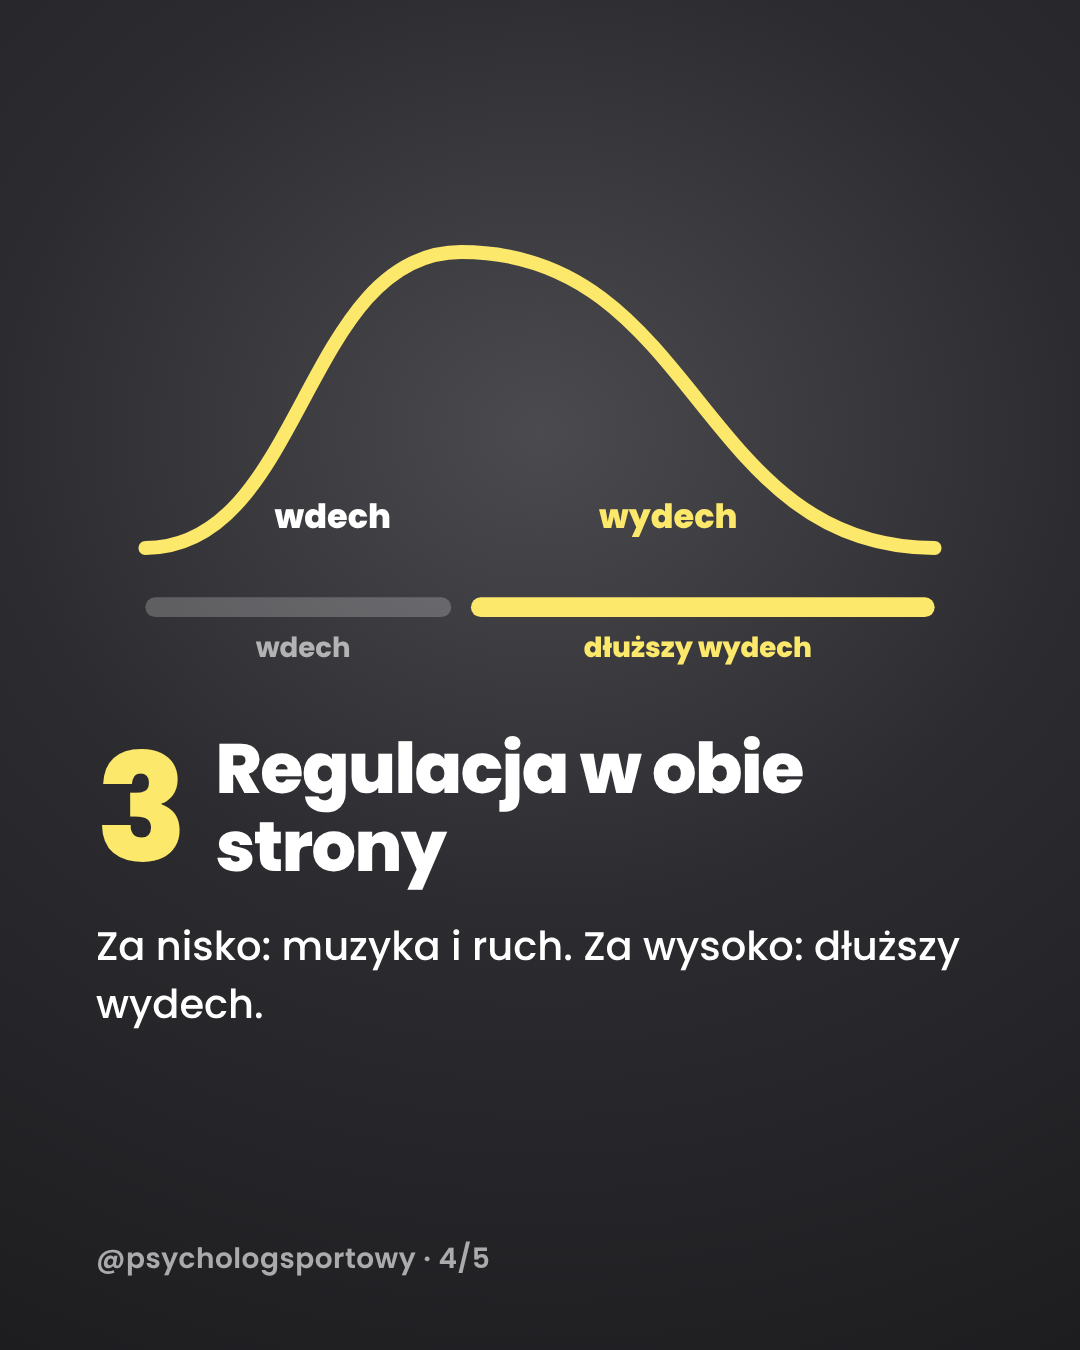 wdech wydech
wdech dłuższy wydech
3 Regulacja w obie
strony
Za nisko: muzyka i ruch. Za wysoko: dłuższy
wydech.
@psychologsportowy · 4/5